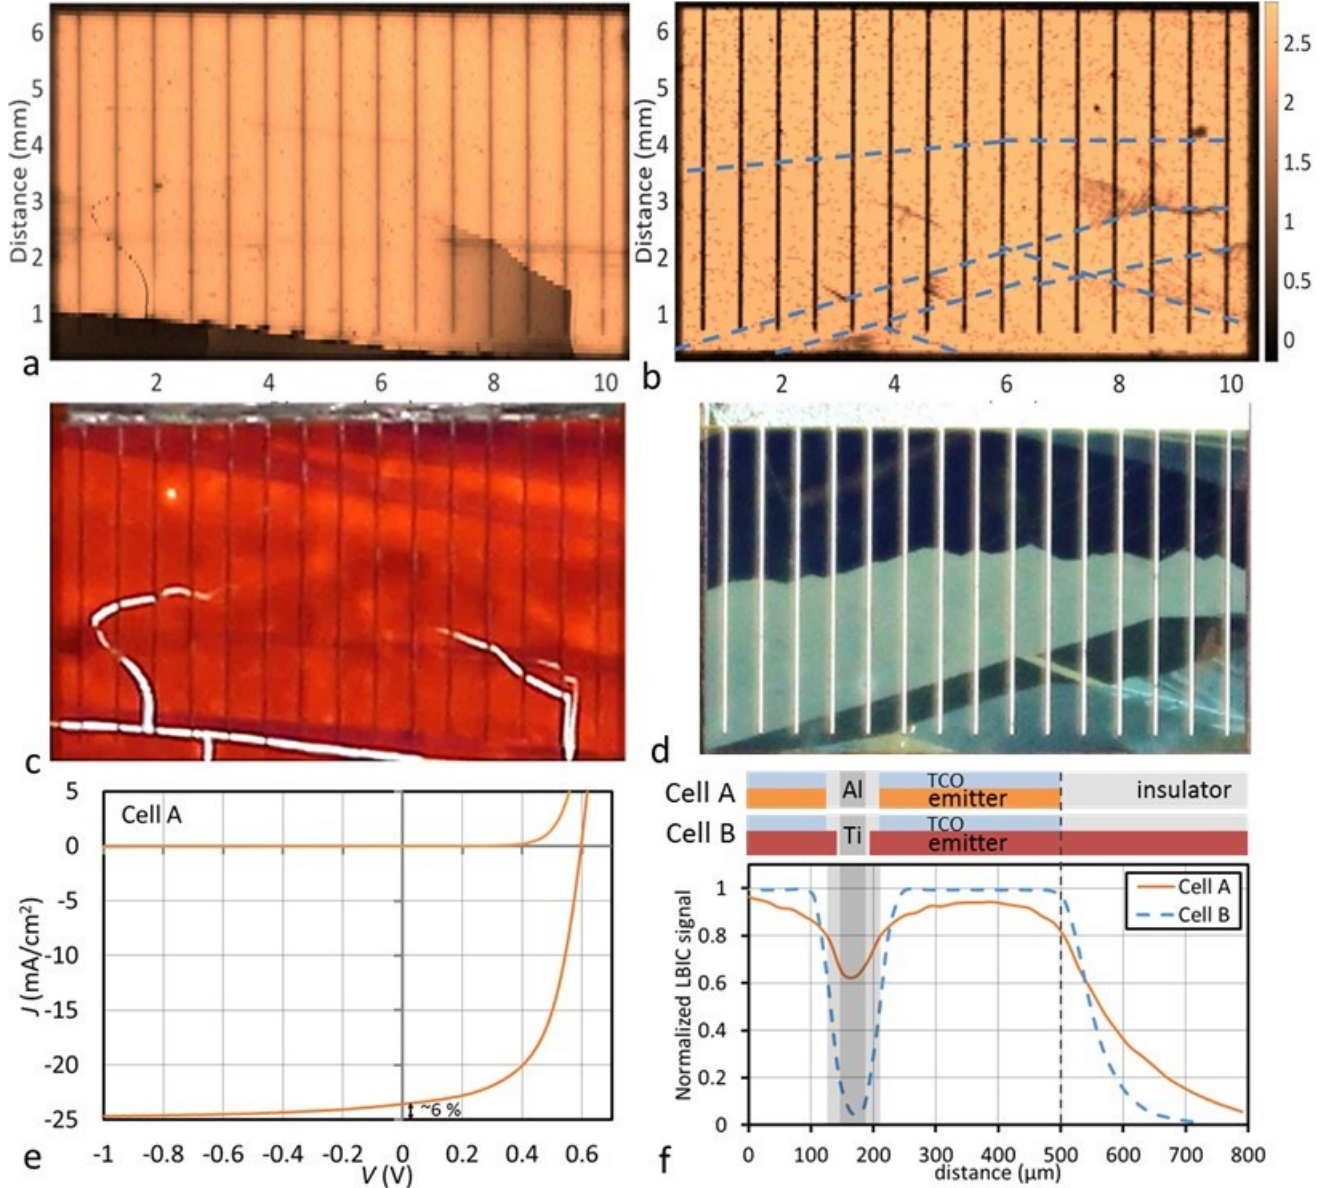 6
5
4
3
2
1
Distance (mm)
a
6
5
4
3
2
1
Distance (mm)
b
2.5
2
1.5
1
0.5
0
2 4 6 8 10
2 4 6 8 10
c
d
5
0
-5
-10
-15
-20
-25
J (mA/cm²)
Cell A
~6 %
-1 -0.8 -0.6 -0.4 -0.2 0 0.2 0.4 0.6
V (V)
e
Cell A TCO emitter Al TCO emitter insulator
Cell B Ti TCO emitter
1
0.8
0.6
0.4
0.2
0
Normalized LBIC signal
Cell A
Cell B
0 100 200 300 400 500 600 700 800
distance (µm)
f